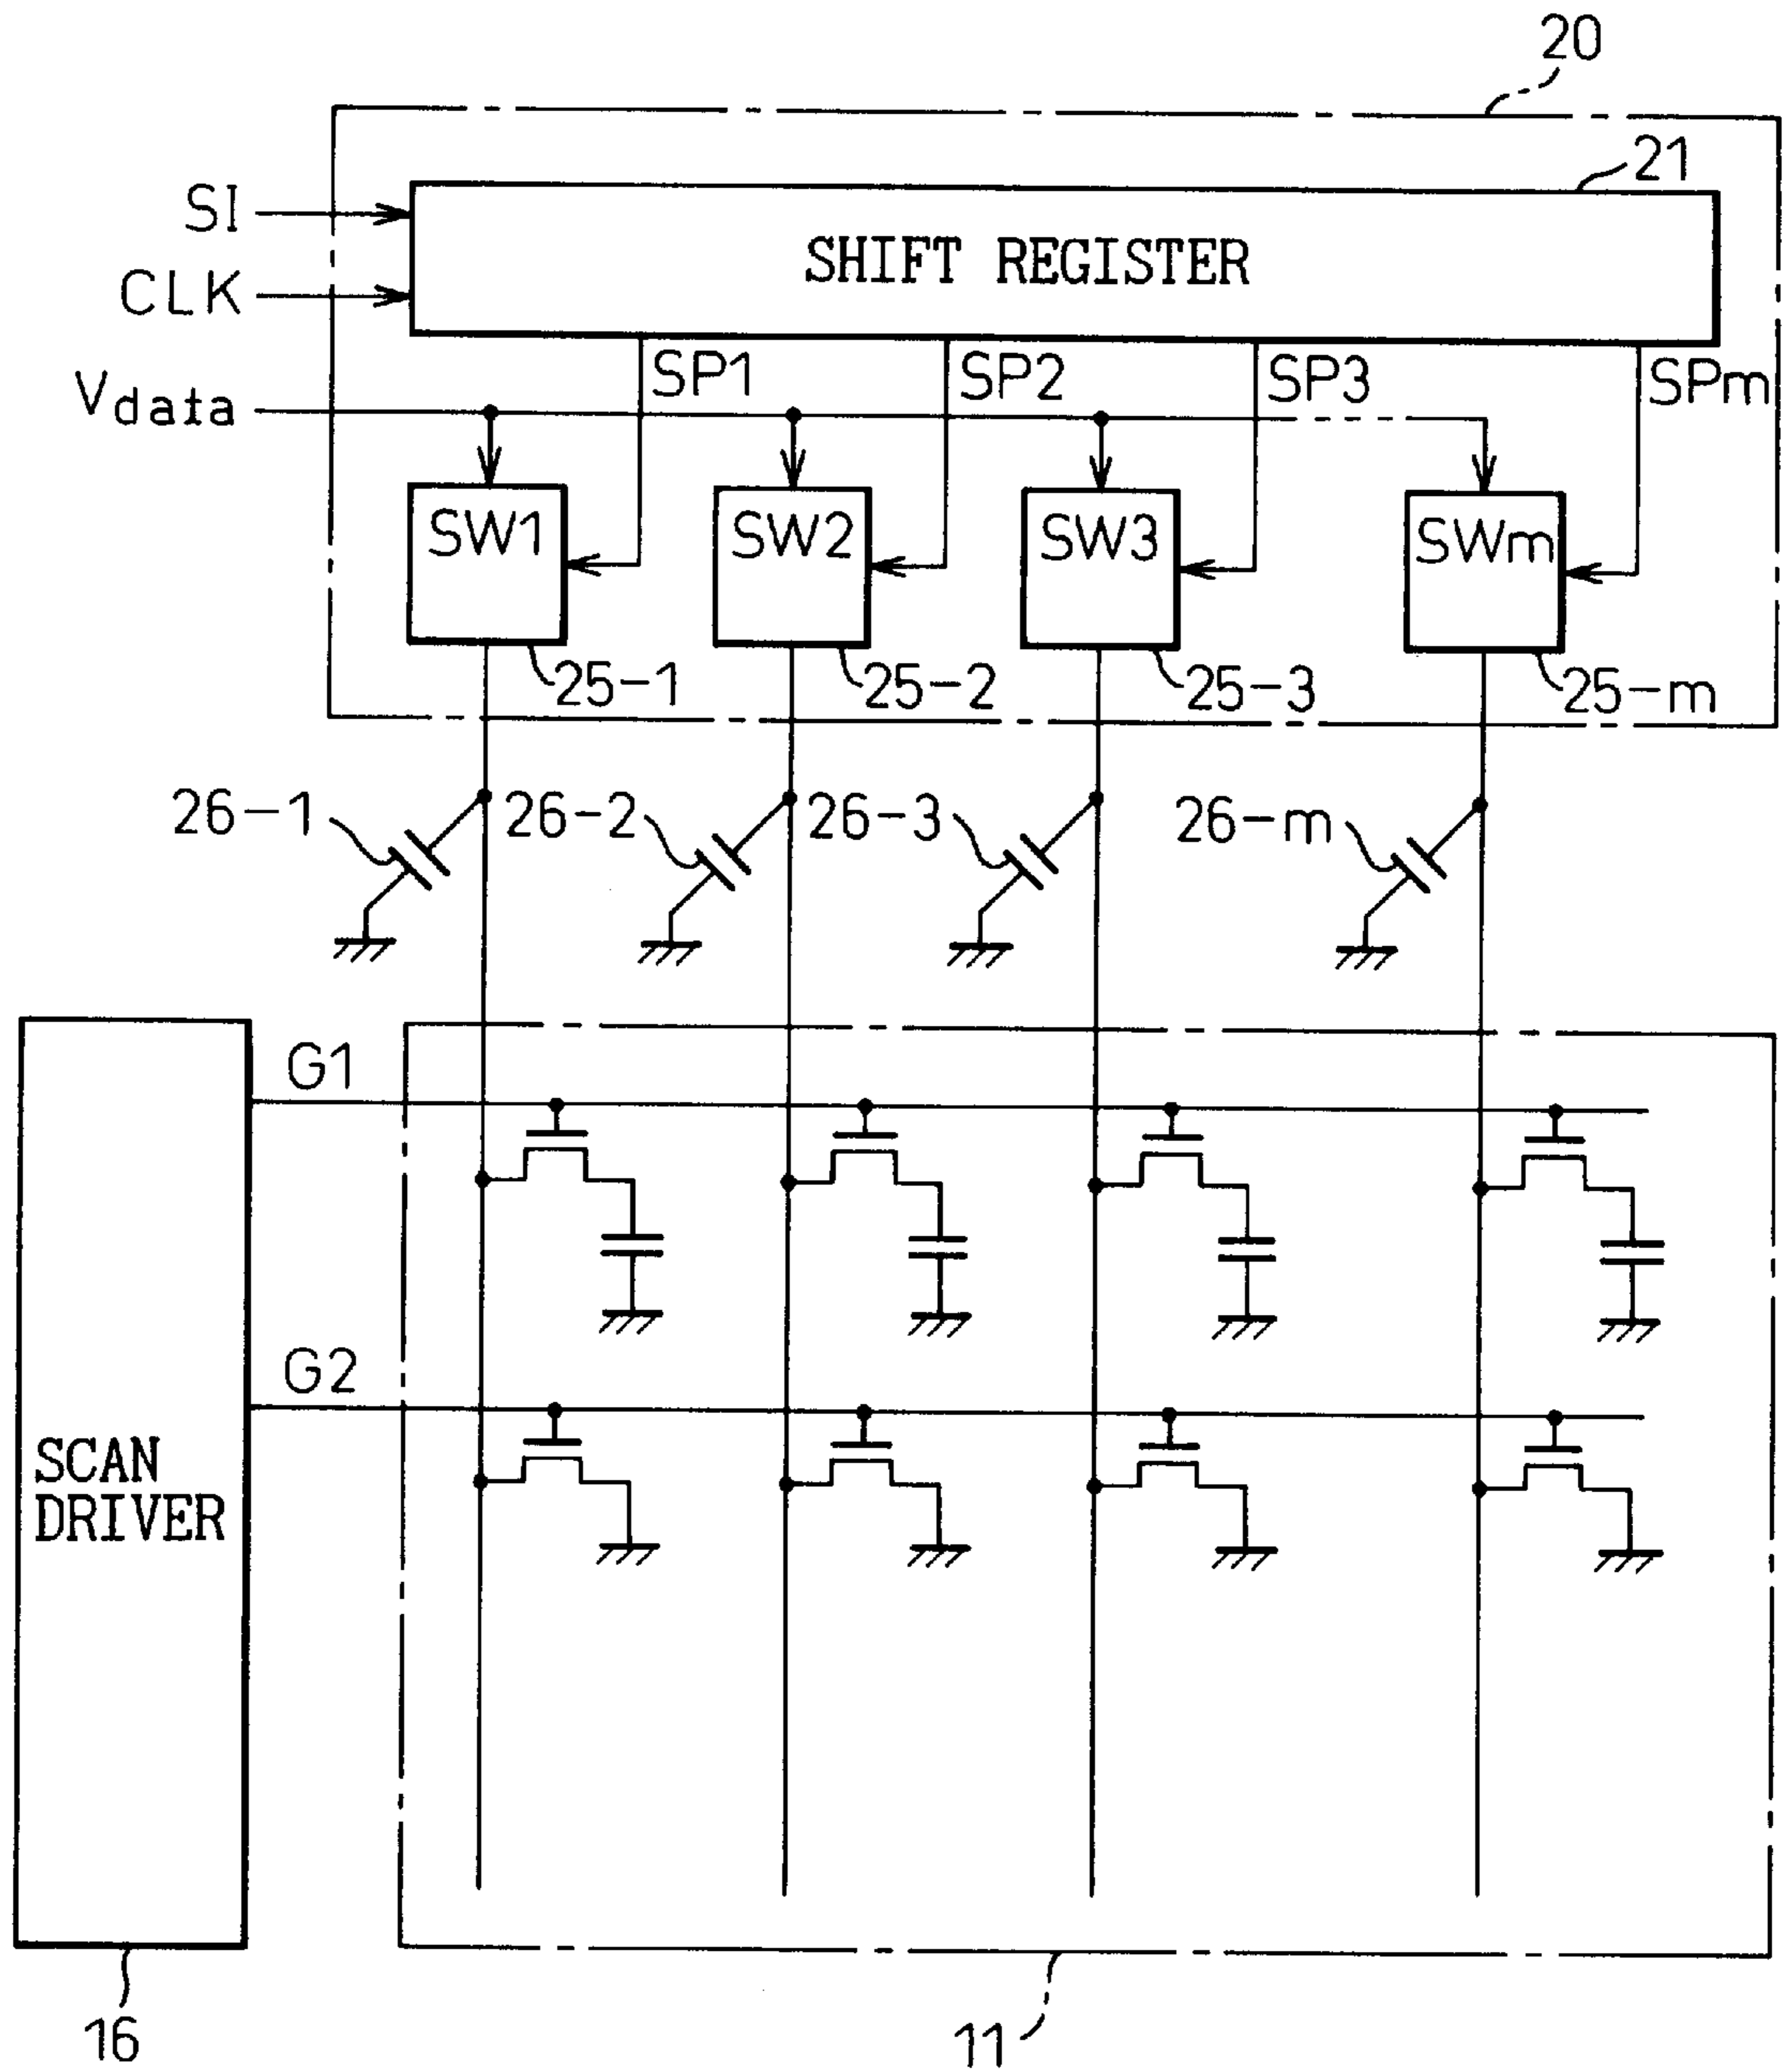 20
21
SI
SHIFT REGISTER
CLK
SP1
SP2
SP3
SPm
Vdata
SW1
SW2
SW3
SWm
25-1
25-2
25-3
25-m
26-1
26-2
26-3
26-m
G1
G2
SCAN
DRIVER
16
11